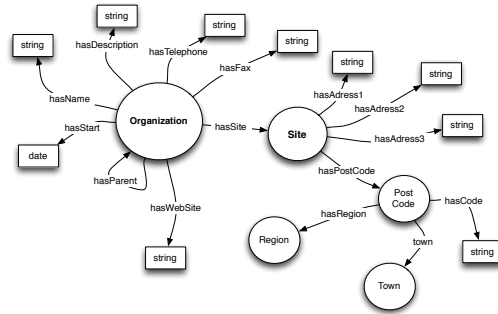 string
string
string
string
hasDescription
hasTelephone
hasFax
hasName
Organization
hasStart
date
hasParent
hasWebSite
string
hasSite
Site
hasAdress1
string
hasAdress2
string
hasAdress3
string
hasPostCode
Post
Code
hasRegion
Region
town
Town
hasCode
string